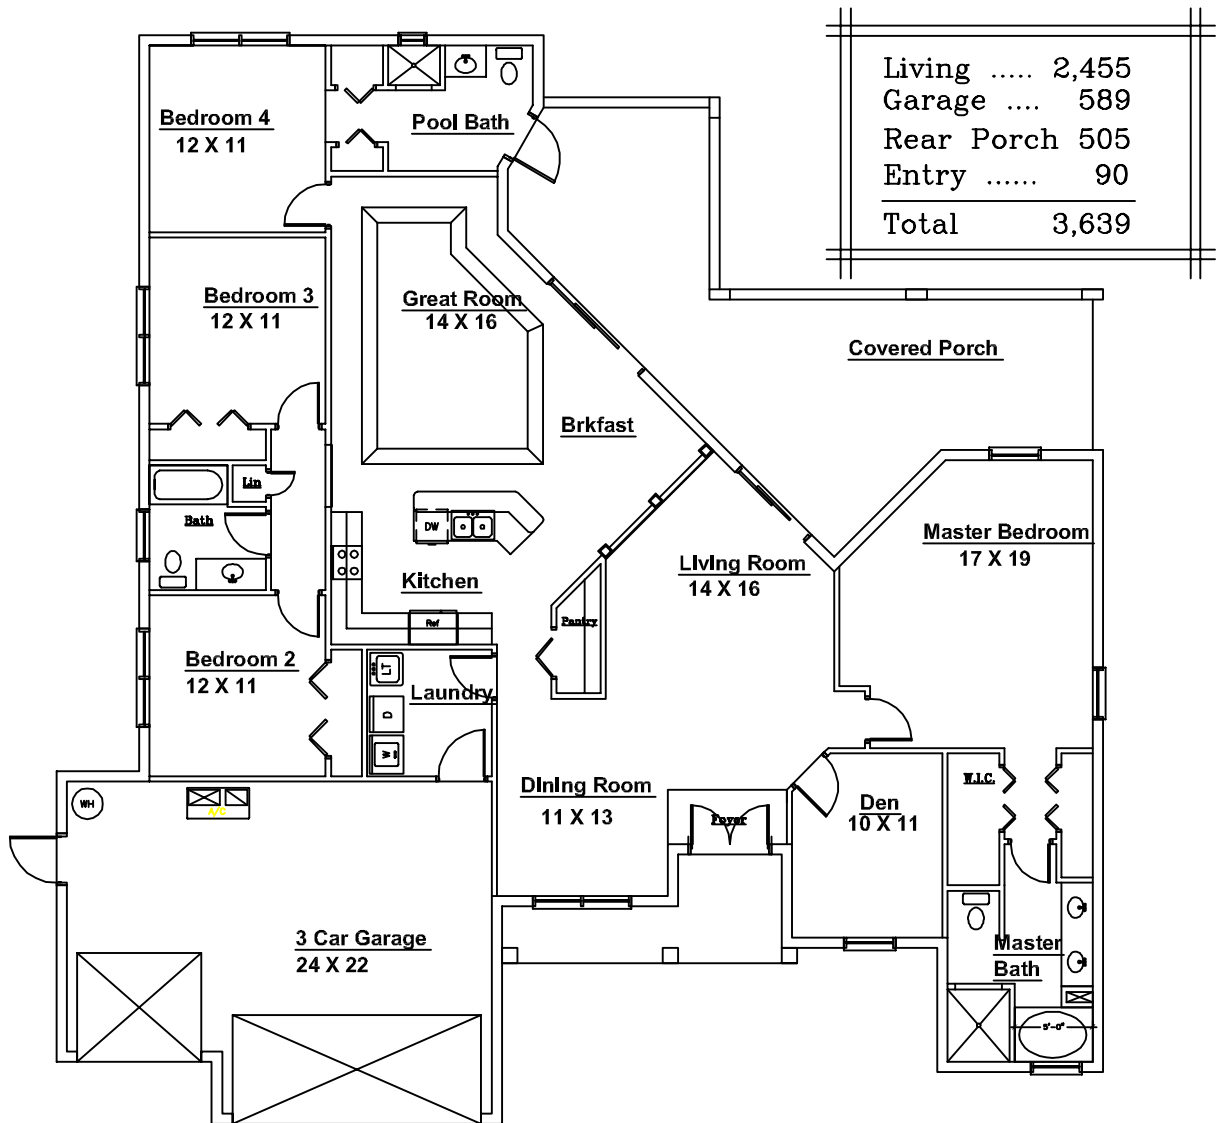 Living ..... 2,455
Garage .... 589
Rear Porch 505
Entry ...... 90
Total 3,639
Bedroom 4
12 X 11
Pool Bath
Bedroom 3
12 X 11
Great Room
14 X 16
Covered Porch
Brkfast
Lin
Bath
DW
Kitchen
Ref
Living Room
14 X 16
Master Bedroom
17 X 19
Pantry
Bedroom 2
12 X 11
LT
Laundry
D
W
Dining Room
11 X 13
Foyer
Den
10 X 11
W.I.C.
WH
A/C
3 Car Garage
24 X 22
Master
Bath
5'-0"